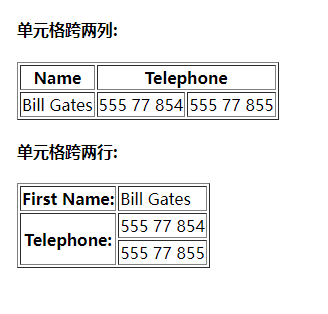 单元格跨两列:
Name Telephone
Bill Gates 555 77 854 555 77 855
单元格跨两行:
First Name: Bill Gates
Telephone: 555 77 854
555 77 855